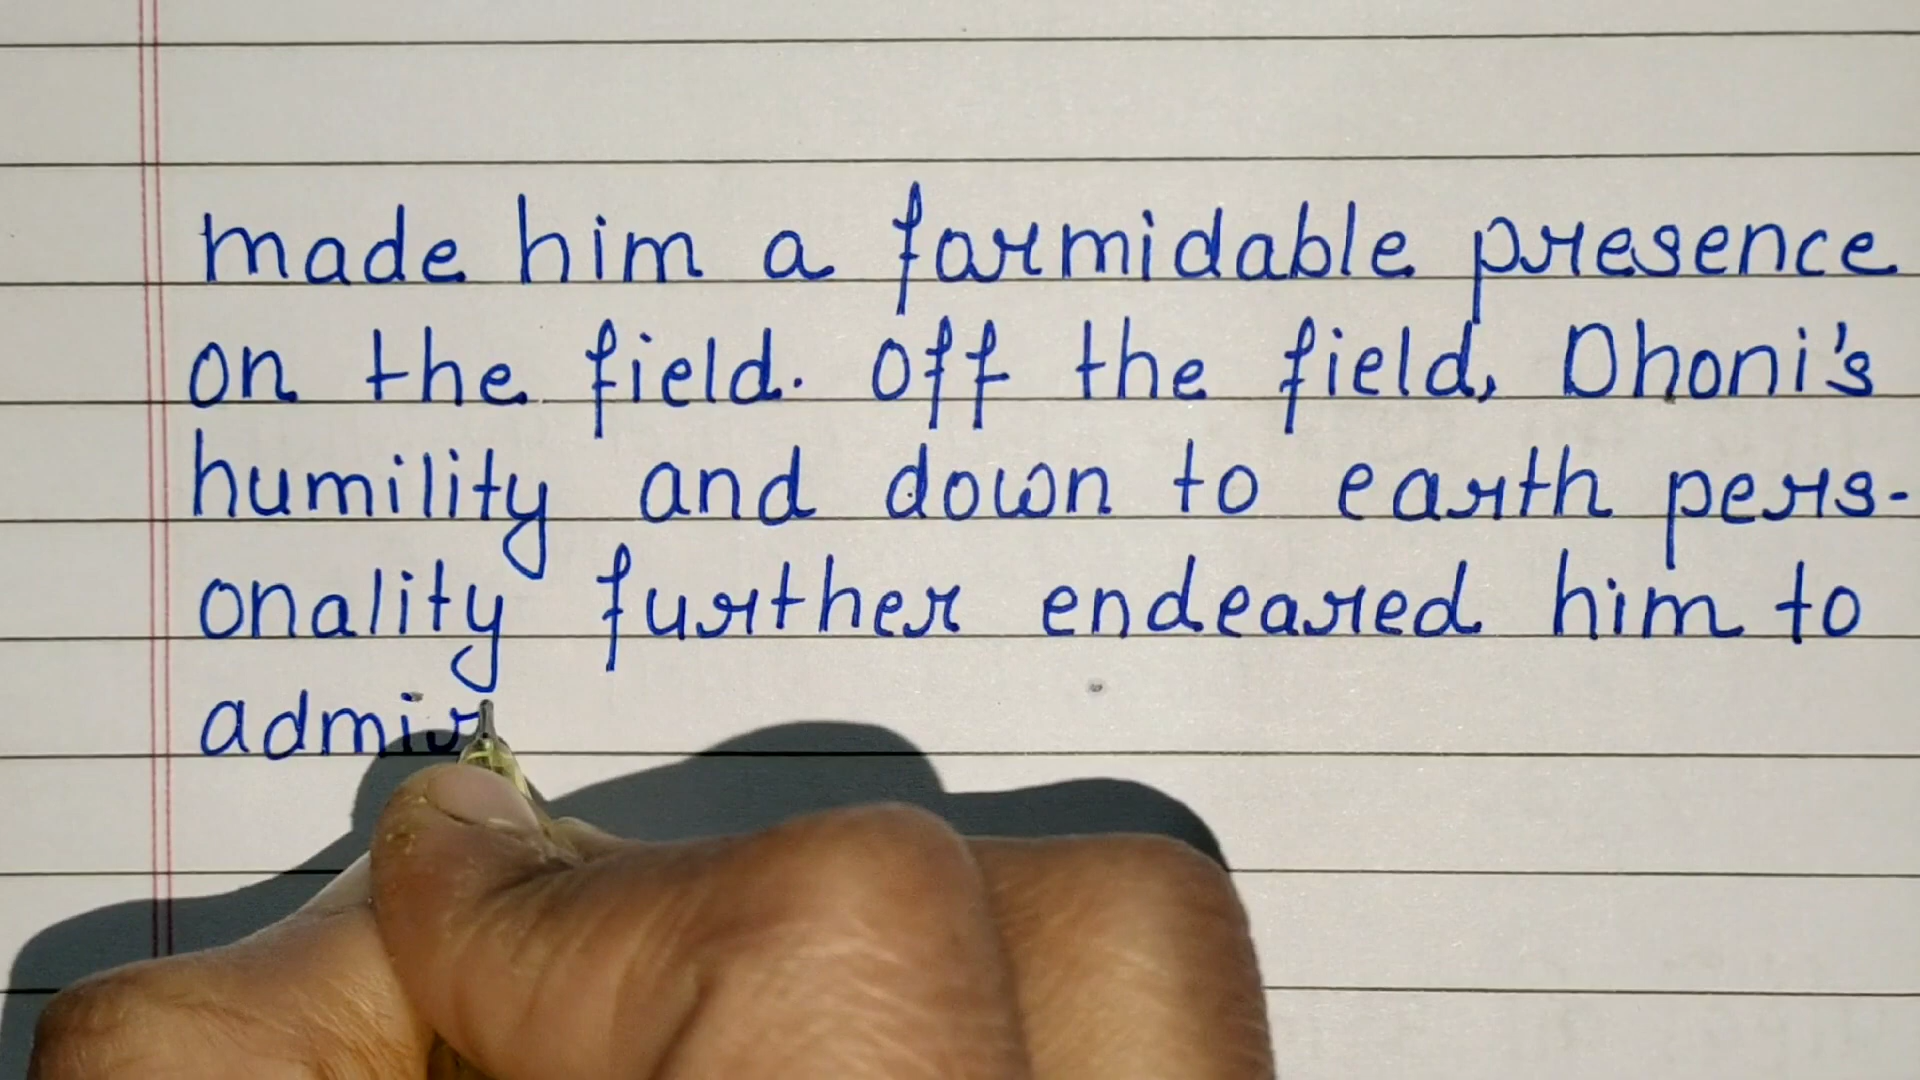 made him a formidable presence
on the field. Off the field, Dhoni's
humility and down to earth pers-
onality further endeared him to
admir